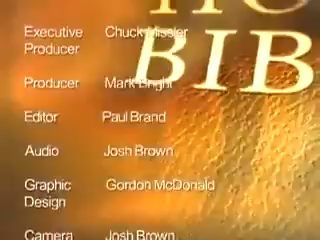 HO
BIB
Executive Producer Chuck Missler
Producer Mark Bright
Editor Paul Brand
Audio Josh Brown
Graphic Design Gordon McDonald
Camera Josh Brown